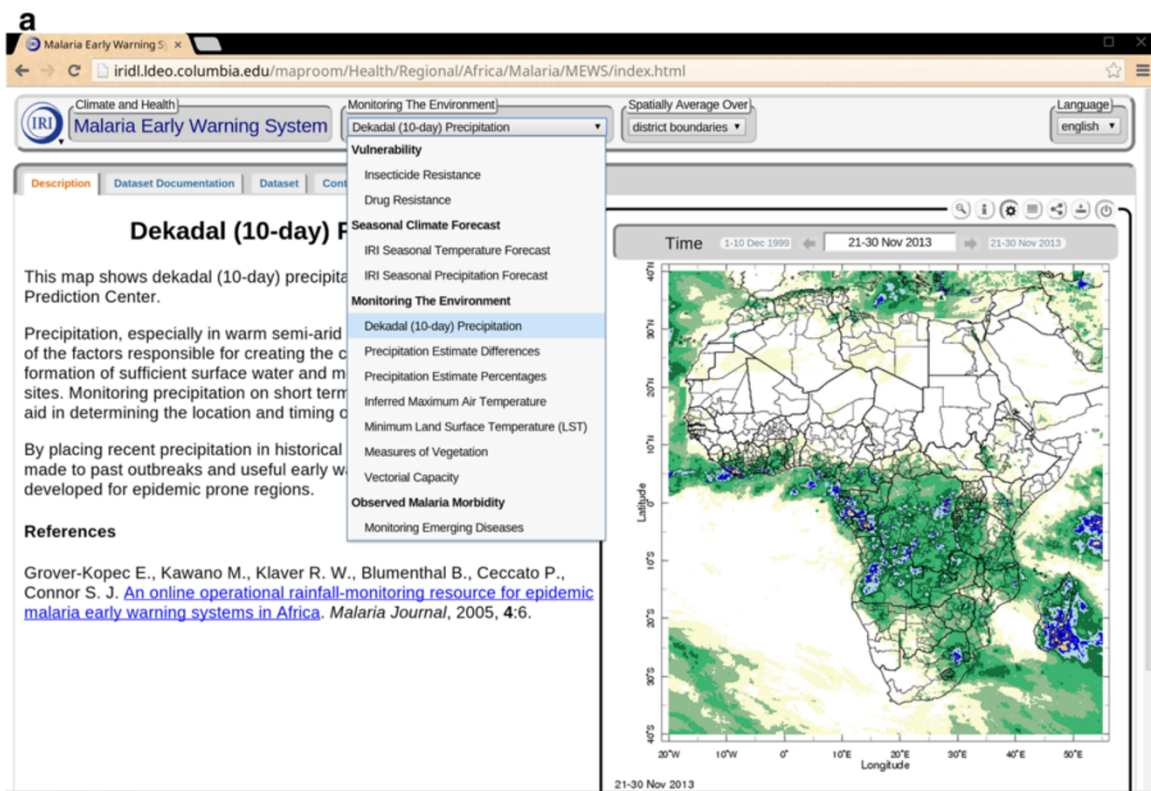 a
Malaria Early Warning Sy ×
iridl.ldeo.columbia.edu/maproom/Health/Regional/Africa/Malaria/MEWS/index.html
IRI
Climate and Health
Malaria Early Warning System
Monitoring The Environment
Dekadal (10-day) Precipitation
Spatially Average Over
district boundaries
Language
english
Vulnerability
Insecticide Resistance
Drug Resistance
Seasonal Climate Forecast
IRI Seasonal Temperature Forecast
IRI Seasonal Precipitation Forecast
Monitoring The Environment
Dekadal (10-day) Precipitation
Precipitation Estimate Differences
Precipitation Estimate Percentages
Inferred Maximum Air Temperature
Minimum Land Surface Temperature (LST)
Measures of Vegetation
Vectorial Capacity
Observed Malaria Morbidity
Monitoring Emerging Diseases
Description Dataset Documentation Dataset Cont
Dekadal (10-day) P
This map shows dekadal (10-day) precipita
Prediction Center.
Precipitation, especially in warm semi-arid
of the factors responsible for creating the c
formation of sufficient surface water and m
sites. Monitoring precipitation on short term
aid in determining the location and timing o
By placing recent precipitation in historical
made to past outbreaks and useful early wa
developed for epidemic prone regions.
References
Grover-Kopec E., Kawano M., Klaver R. W., Blumenthal B., Ceccato P.,
Connor S. J. An online operational rainfall-monitoring resource for epidemic
malaria early warning systems in Africa. Malaria Journal, 2005, 4:6.
Time 1-10 Dec 1999 21-30 Nov 2013 21-30 Nov 2013
40°N
30°N
20°N
10°N
0°
10°S
20°S
30°S
40°S
Latitude
20°W 10°W 0° 10°E 20°E 30°E 40°E 50°E
Longitude
21-30 Nov 2013